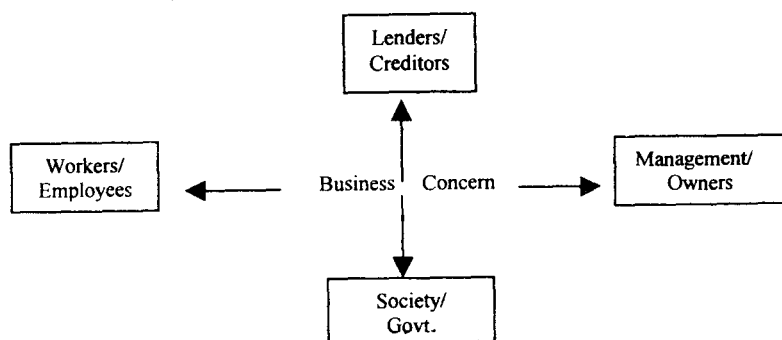 Lenders/
Creditors
Workers/
Employees
Business Concern
Management/
Owners
Society/
Govt.